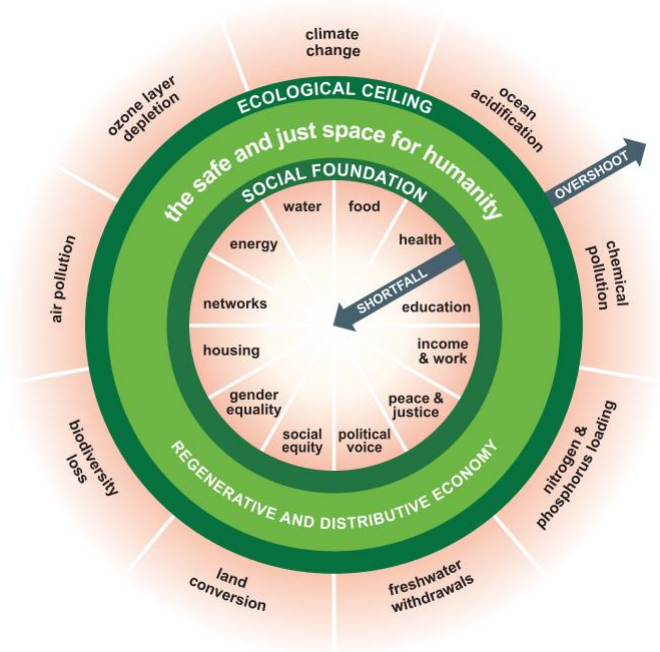 climate
change
ocean
acidification
chemical
pollution
nitrogen &
phosphorus loading
freshwater
withdrawals
land
conversion
biodiversity
loss
air pollution
ozone layer
depletion
ECOLOGICAL CEILING
the safe and just space for humanity
SOCIAL FOUNDATION
OVERSHOOT
SHORTFALL
water
food
health
education
income
& work
peace &
justice
political
voice
social
equity
gender
equality
housing
networks
energy
REGENERATIVE AND DISTRIBUTIVE ECONOMY